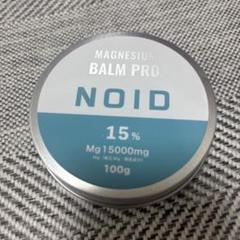 MAGNESIUM
BALM PRO
NOID
15%
Mg15000mg
100g